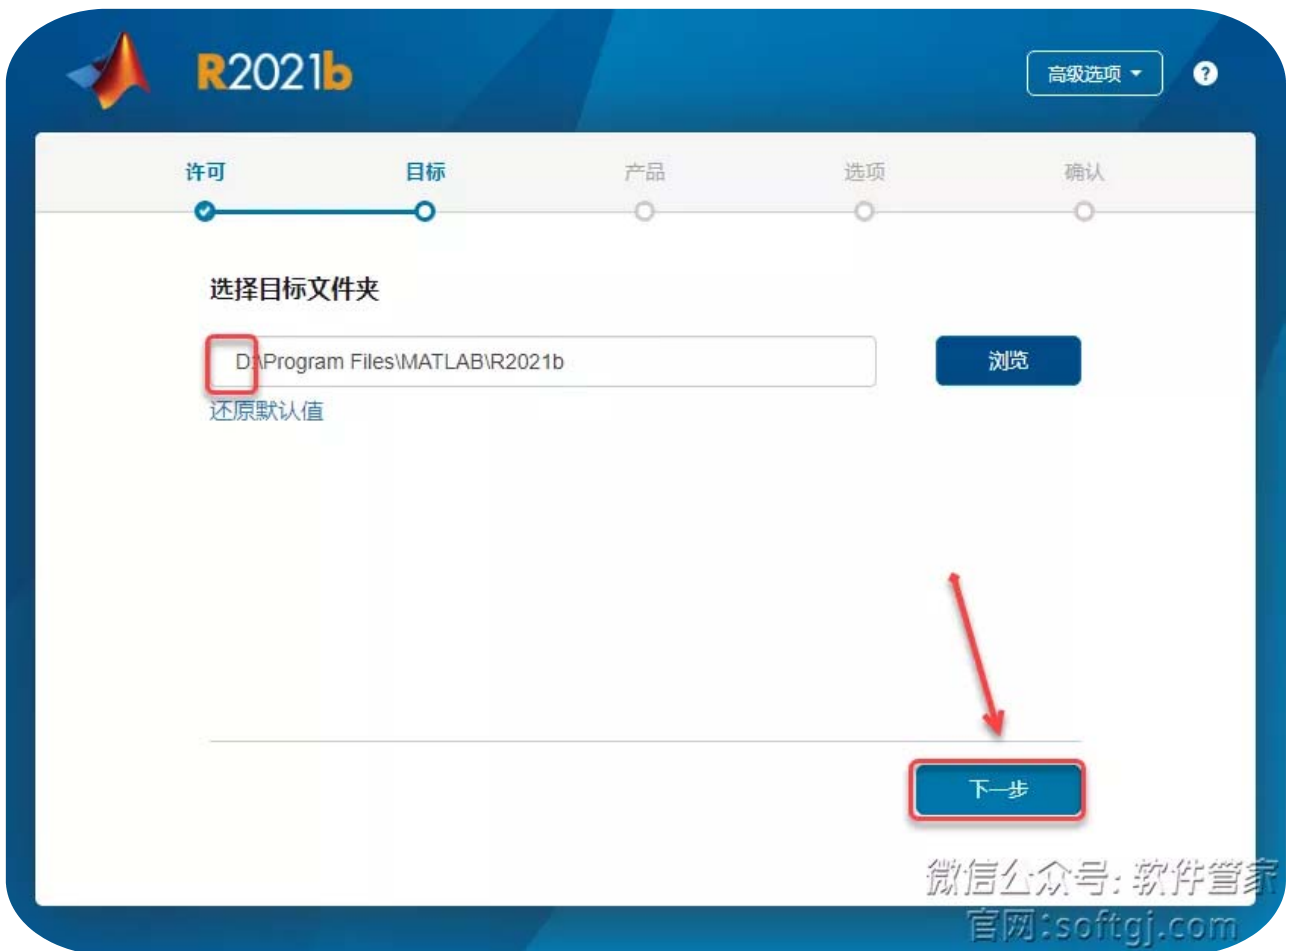 R2021b
高级选项
?
许可
目标
产品
选项
确认
选择目标文件夹
D:\Program Files\MATLAB\R2021b
浏览
还原默认值
下一步
微信公众号: 软件管家
官网:softgj.com